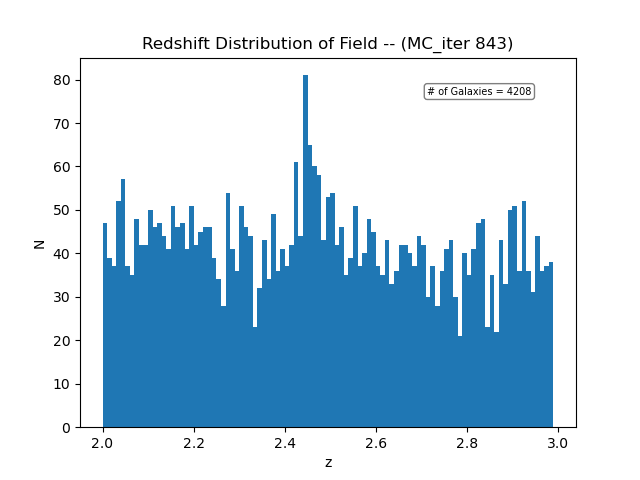 Redshift Distribution of Field -- (MC_iter 843)
# of Galaxies = 4208
N
80
70
60
50
40
30
20
10
0
2.0 2.2 2.4 2.6 2.8 3.0
z